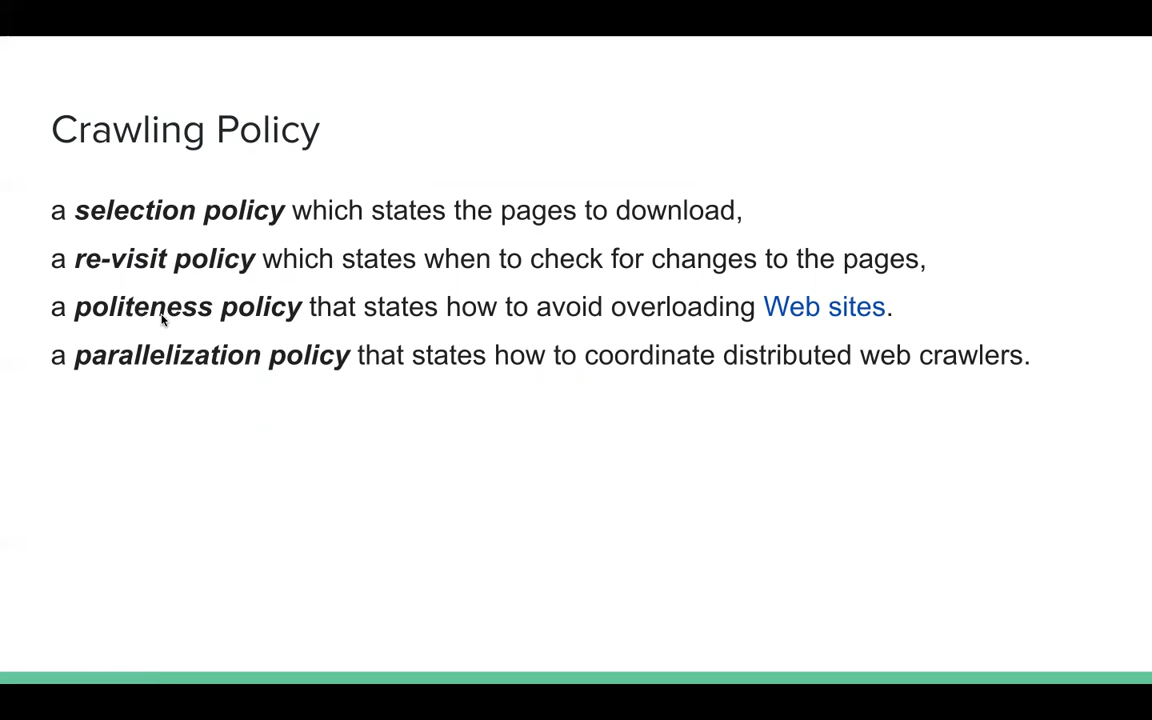 Crawling Policy
a selection policy which states the pages to download,
a re-visit policy which states when to check for changes to the pages,
a politeness policy that states how to avoid overloading Web sites.
a parallelization policy that states how to coordinate distributed web crawlers.